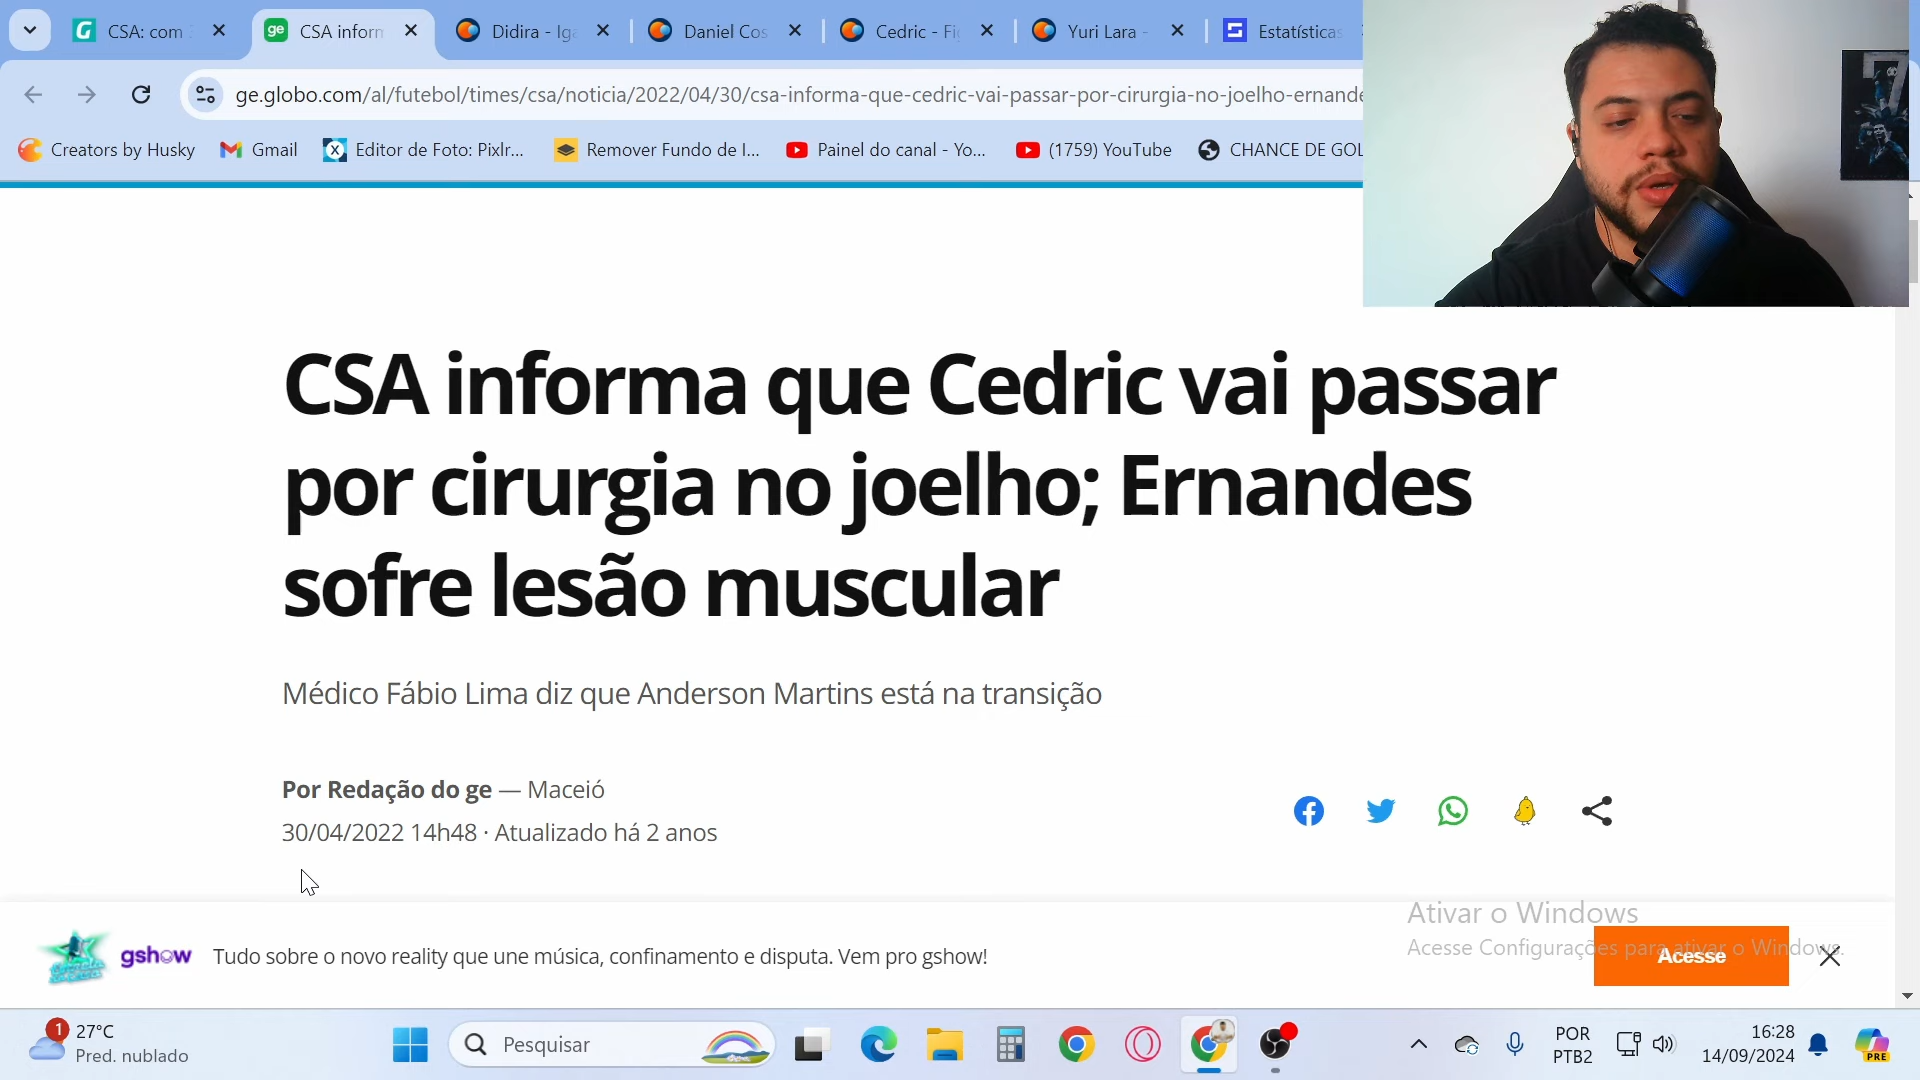 CSA: com
ge CSA inform
Didira - Iga
Daniel Cos
Cedric - Fi
Yuri Lara -
Estatísticas
ge.globo.com/al/futebol/times/csa/noticia/2022/04/30/csa-informa-que-cedric-vai-passar-por-cirurgia-no-joelho-ernande
Creators by Husky
Gmail
Editor de Foto: Pixlr...
Remover Fundo de I...
Painel do canal - Yo...
(1759) YouTube
CHANCE DE GOL
CSA informa que Cedric vai passar
por cirurgia no joelho; Ernandes
sofre lesão muscular
Médico Fábio Lima diz que Anderson Martins está na transição
Por Redação do ge — Maceió
30/04/2022 14h48 · Atualizado há 2 anos
Ativar o Windows
Acesse Configurações para ativar o Windows.
gshow Tudo sobre o novo reality que une música, confinamento e disputa. Vem pro gshow!
Acesse
1
27°C
Pred. nublado
Pesquisar
POR
PTB2
16:28
14/09/2024
PRE